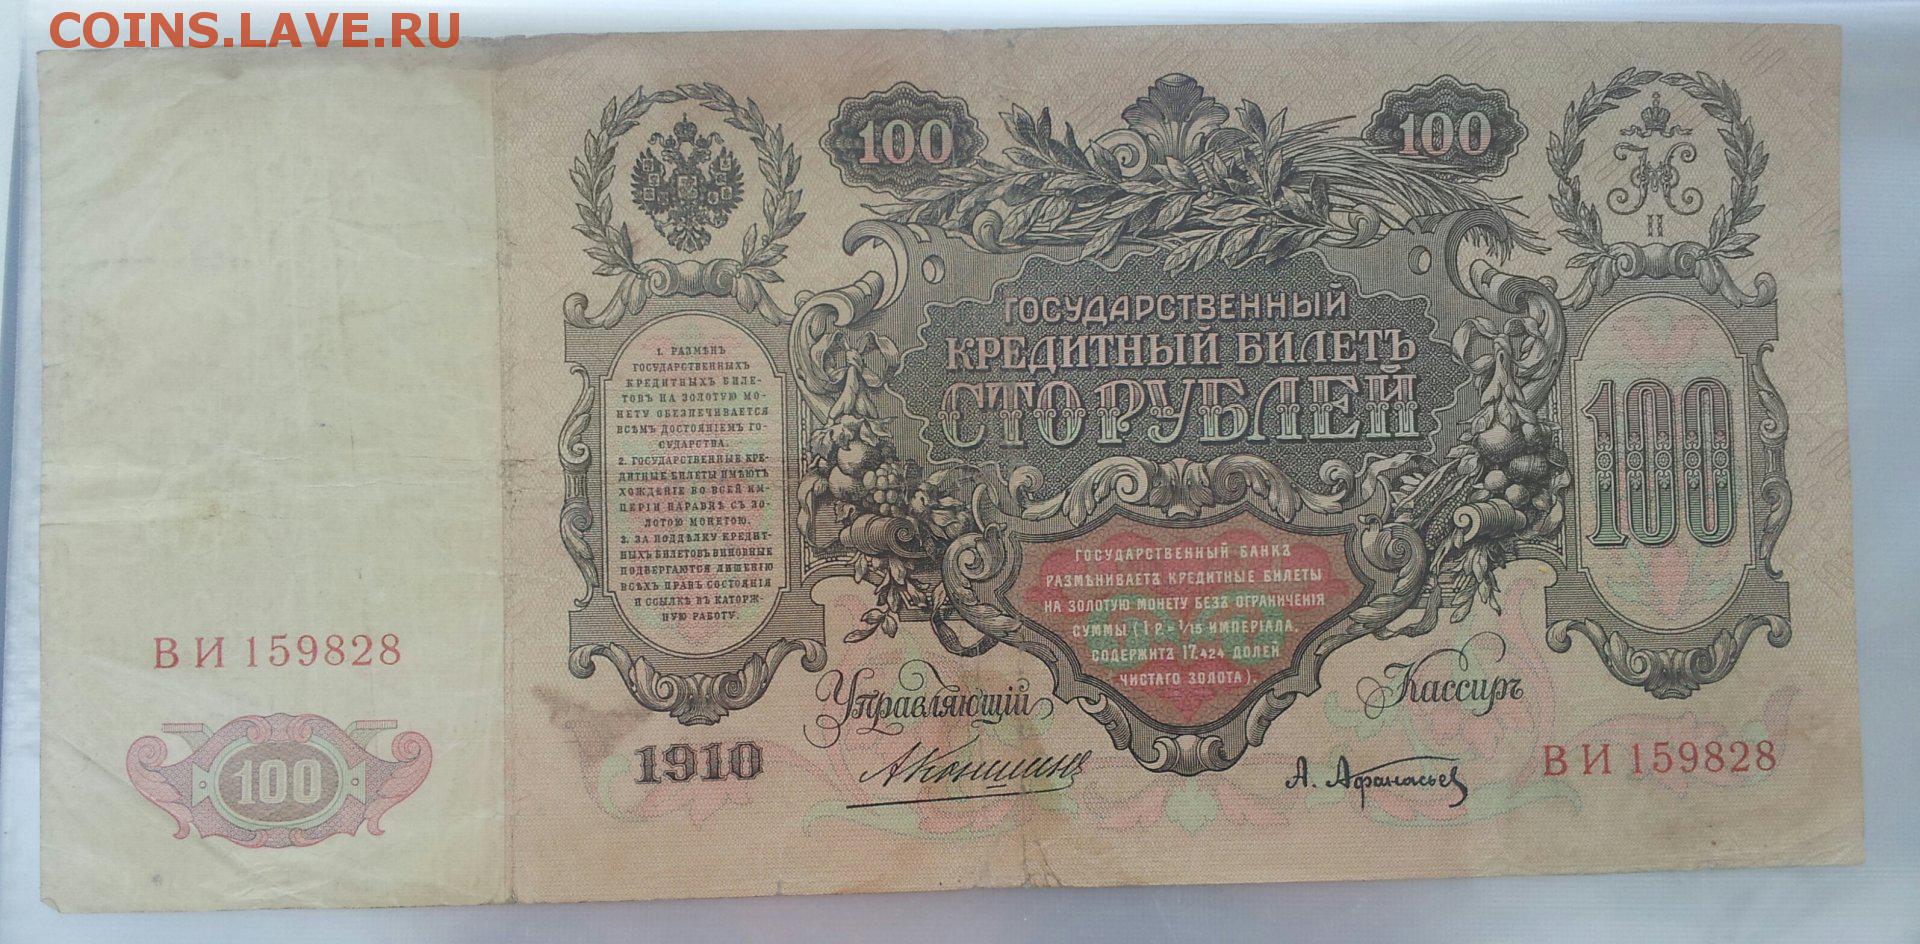 COINS.LAVE.RU
100
100
II
ГОСУДАРСТВЕННЫЙ
КРЕДИТНЫЙ БИЛЕТЪ
СТО РУБЛЕЙ
1. РАЗМѢНЪ
ГОСУДАРСТВЕННЫХЪ
КРЕДИТНЫХЪ БИЛЕ-
ТОВЪ НА ЗОЛОТУЮ МО-
НЕТУ ОБЕЗПЕЧИВАЕТСЯ
ВСѢМЪ ДОСТОЯНІЕМЪ ГО-
СУДАРСТВА.
2. ГОСУДАРСТВЕННЫЕ КРЕ-
ДИТНЫЕ БИЛЕТЫ ИМѢЮТЪ
ХОЖДЕНІЕ ВО ВСЕЙ ИМ-
ПЕРІИ НАРАВНѢ СЪ ЗО-
ЛОТОЮ МОНЕТОЮ.
3. ЗА ПОДДѢЛКУ КРЕДИТ-
НЫХЪ БИЛЕТОВЪ ВИНОВНЫЕ
ПОДВЕРГАЮТСЯ ЛИШЕНІЮ
ВСѢХЪ ПРАВЪ СОСТОЯНІЯ
И ССЫЛКѢ ВЪ КАТОРЖ-
НУЮ РАБОТУ.
100
ГОСУДАРСТВЕННЫЙ БАНКЪ
РАЗМѢНИВАЕТЪ КРЕДИТНЫЕ БИЛЕТЫ
НА ЗОЛОТУЮ МОНЕТУ БЕЗЪ ОГРАНИЧЕНІЯ
СУММЫ (1 Р.= 1/15 ИМПЕРІАЛА,
СОДЕРЖИТЪ 17,424 ДОЛЕЙ
ЧИСТАГО ЗОЛОТА).
ВИ 159828
Управляющій
Кассиръ
1910
АКоншинъ
А. Афанасьев
ВИ 159828
100